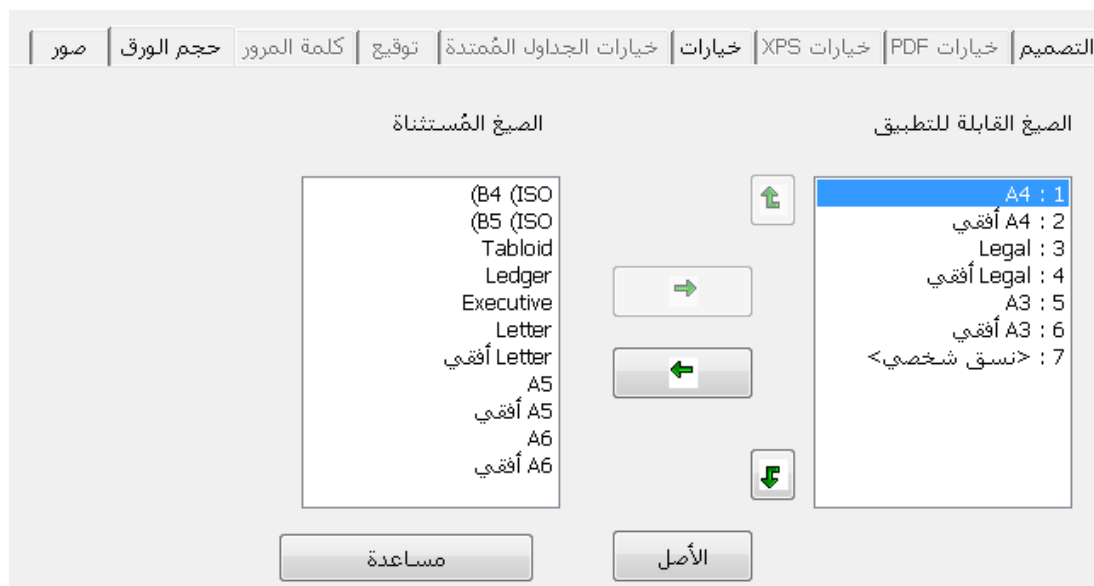 التصميم
خيارات PDF
خيارات XPS
خيارات
خيارات الجداول المُمتدة
توقيع
كلمة المرور
حجم الورق
صور
الصيغ القابلة للتطبيق
1 : A4
2 : A4 أفقي
3 : Legal
4 : Legal أفقي
5 : A3
6 : A3 أفقي
7 : <نسق شخصي>
الصيغ المُستثناة
B4 (ISO)
B5 (ISO)
Tabloid
Ledger
Executive
Letter
Letter أفقي
A5
A5 أفقي
A6
A6 أفقي
الأصل
مساعدة